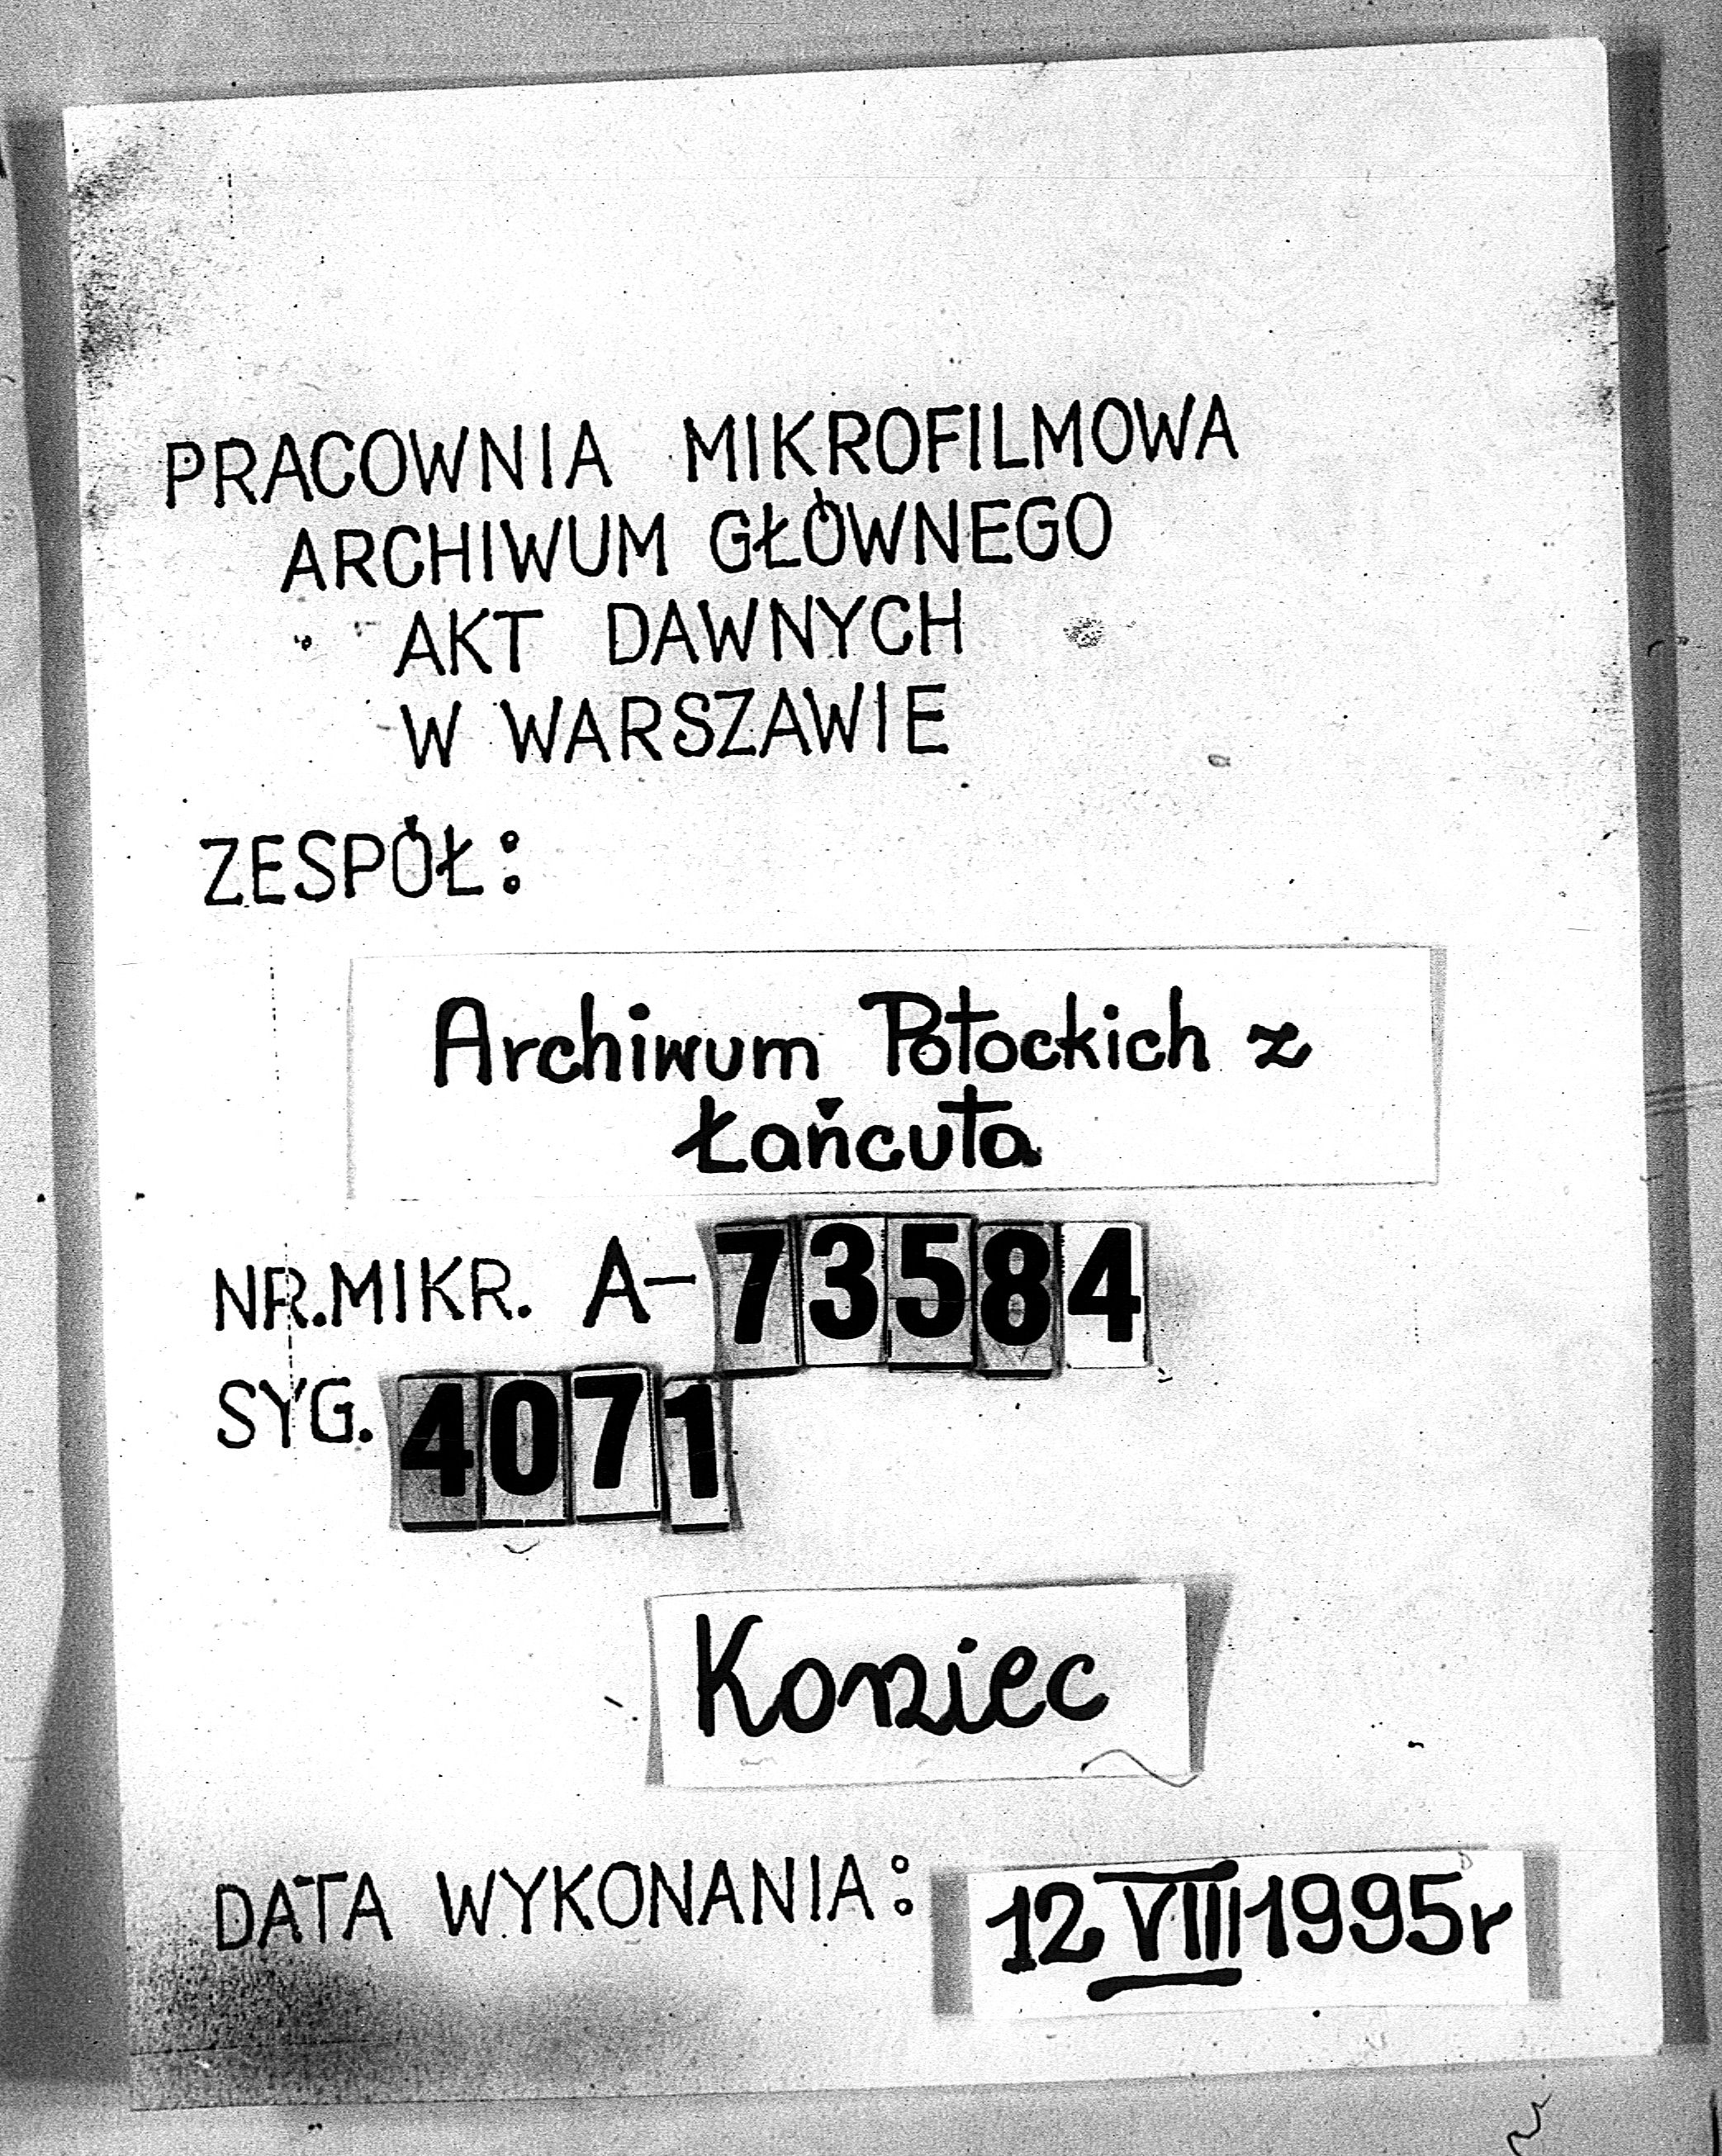 PRACOWNIA MIKROFILMOWA
ARCHIWUM GŁÓWNEGO
AKT DAWNYCH
W WARSZAWIE
ZESPÓŁ:
Archiwum Potockich z
Łańcuta
NR.MIKR. A-73584
SYG. 4071
Koniec
DATA WYKONANIA: 12 VIII 1995r